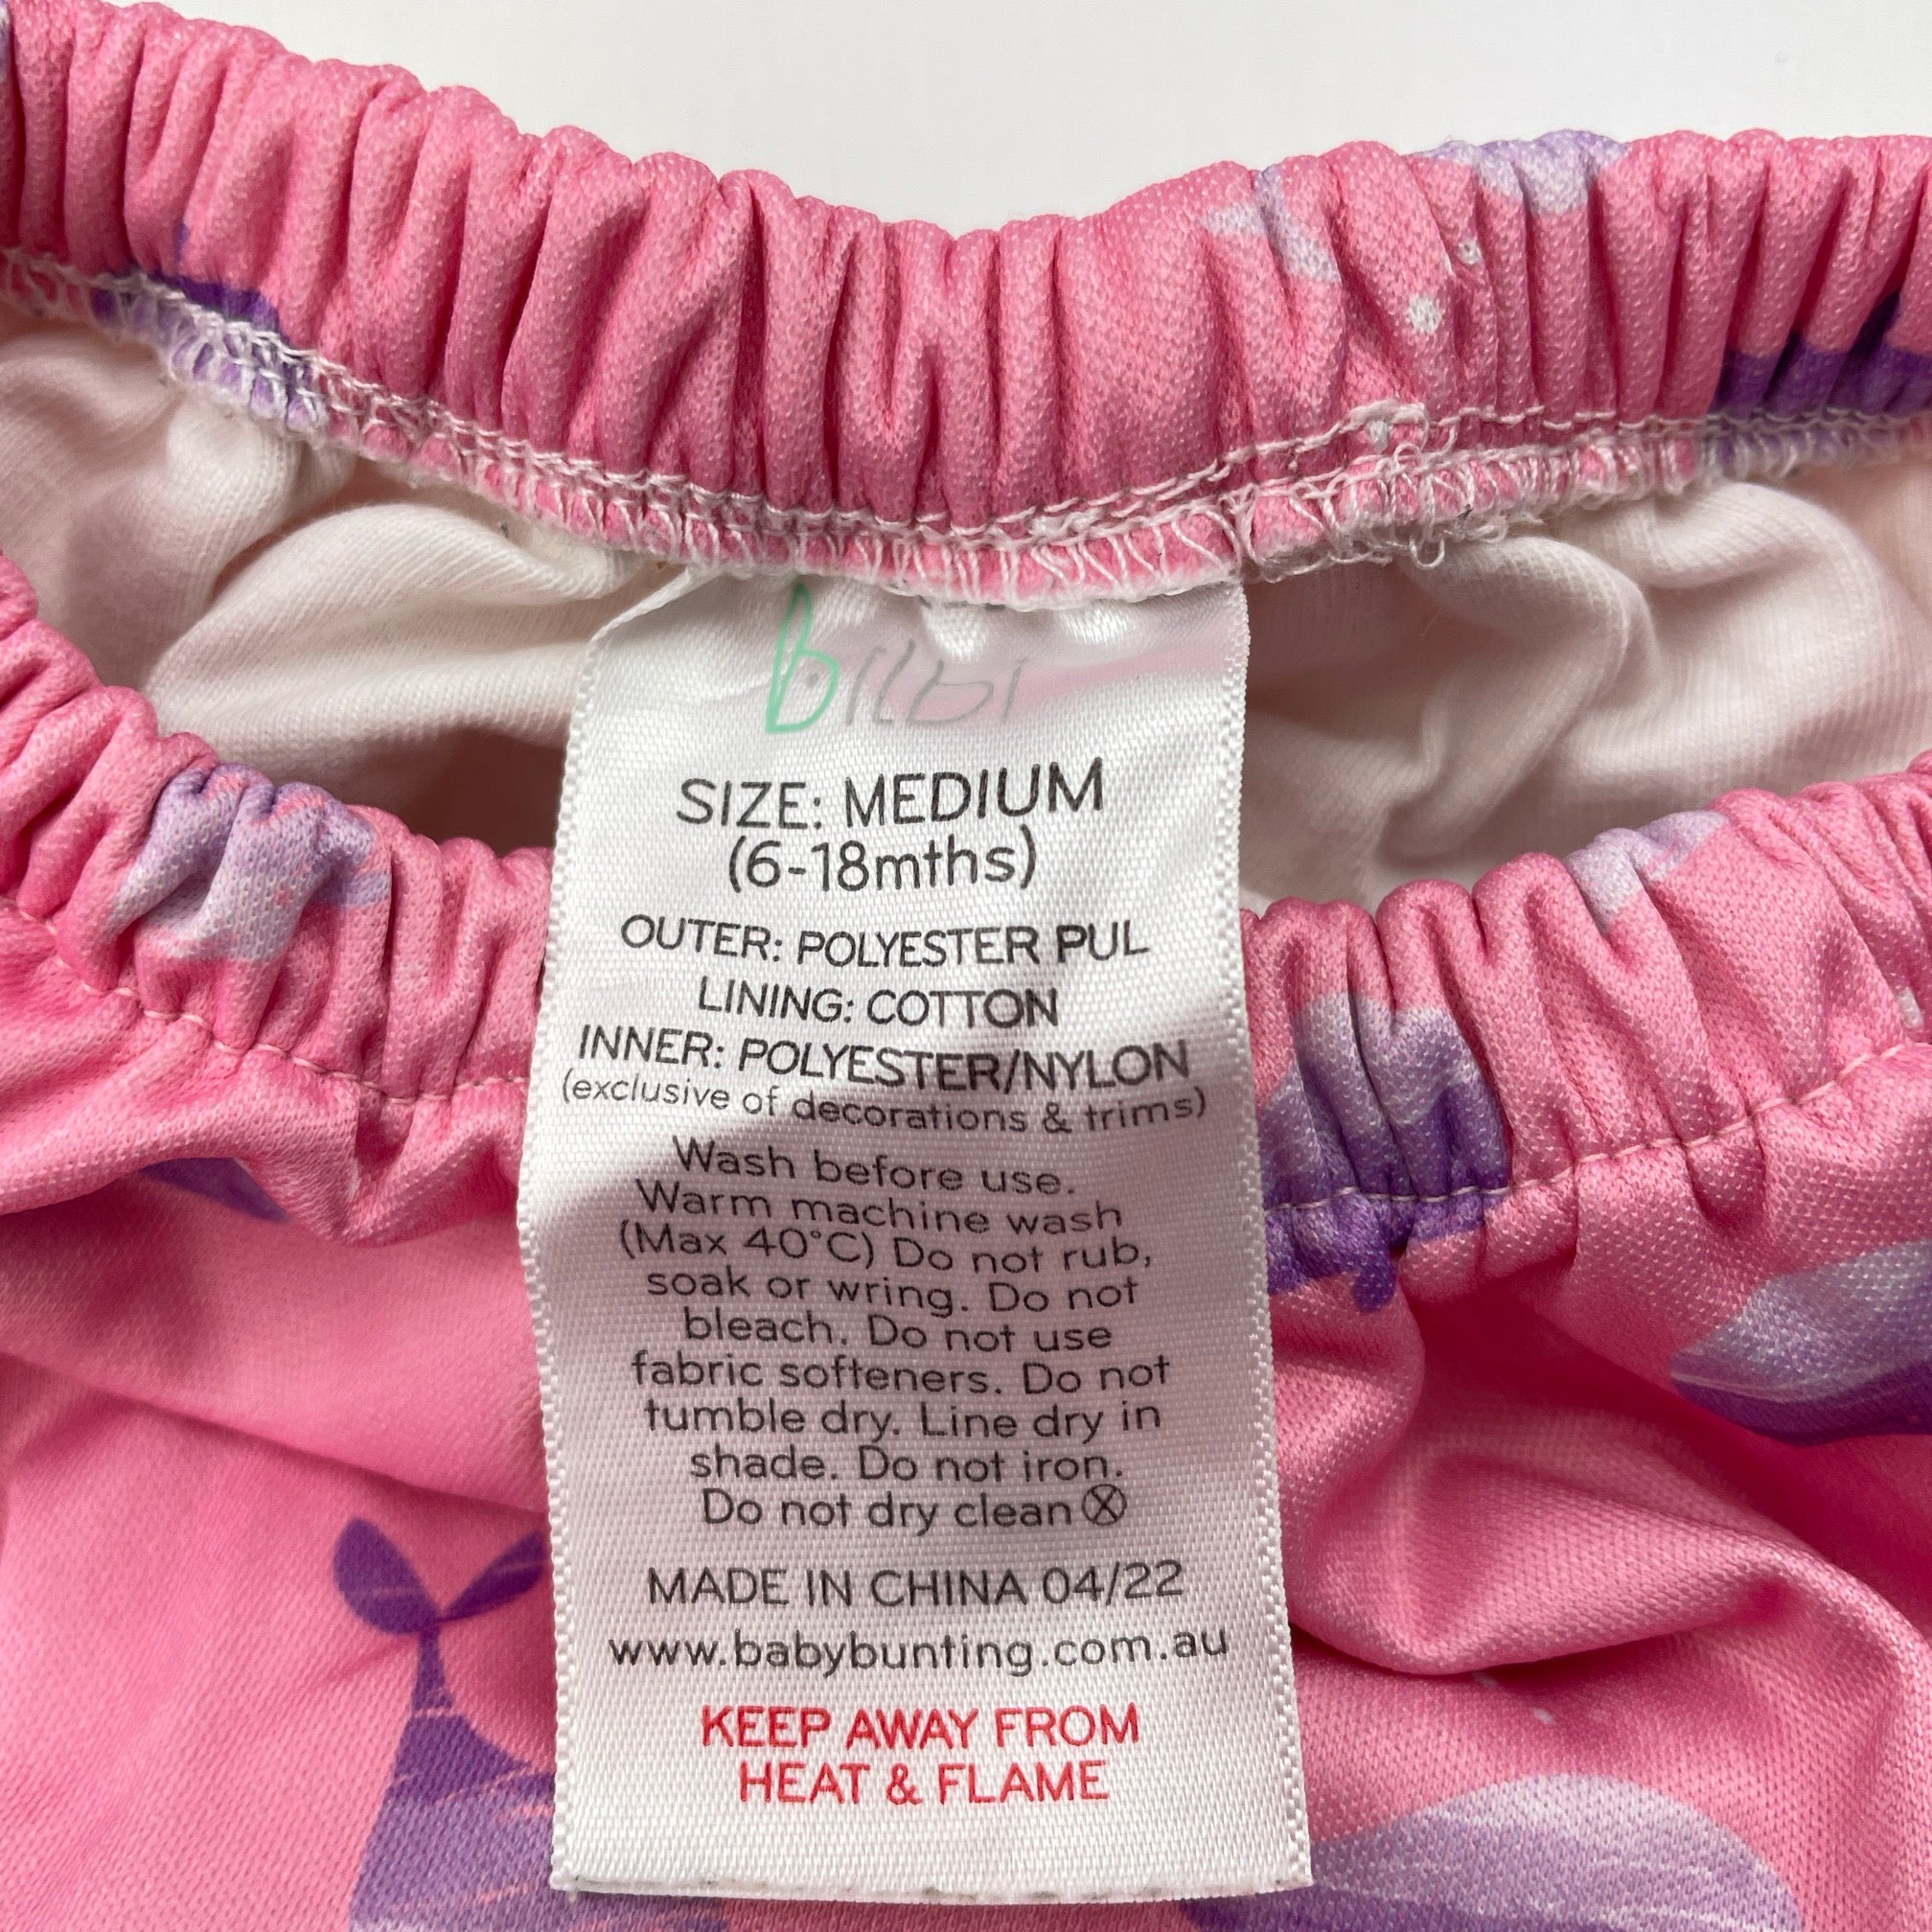 bilbi
SIZE: MEDIUM
(6-18mths)
OUTER: POLYESTER PUL
LINING: COTTON
INNER: POLYESTER/NYLON
(exclusive of decorations & trims)
Wash before use.
Warm machine wash
(Max 40°C) Do not rub,
soak or wring. Do not
bleach. Do not use
fabric softeners. Do not
tumble dry. Line dry in
shade. Do not iron.
Do not dry clean
MADE IN CHINA 04/22
www.babybunting.com.au
KEEP AWAY FROM
HEAT & FLAME